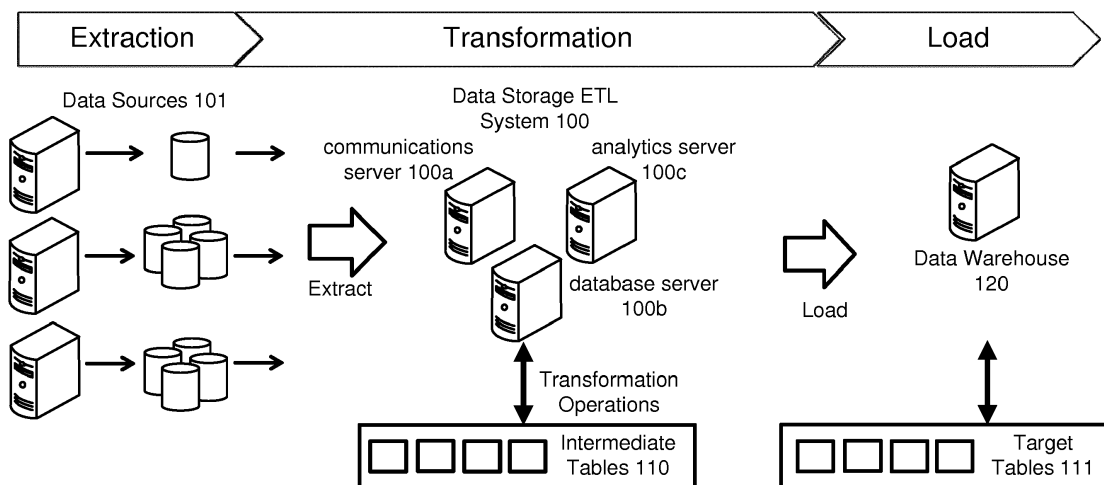 Extraction
Transformation
Load
Data Sources 101
Data Storage ETL
System 100
communications
server 100a
analytics server
100c
database server
100b
Extract
Load
Data Warehouse
120
Transformation
Operations
Intermediate
Tables 110
Target
Tables 111